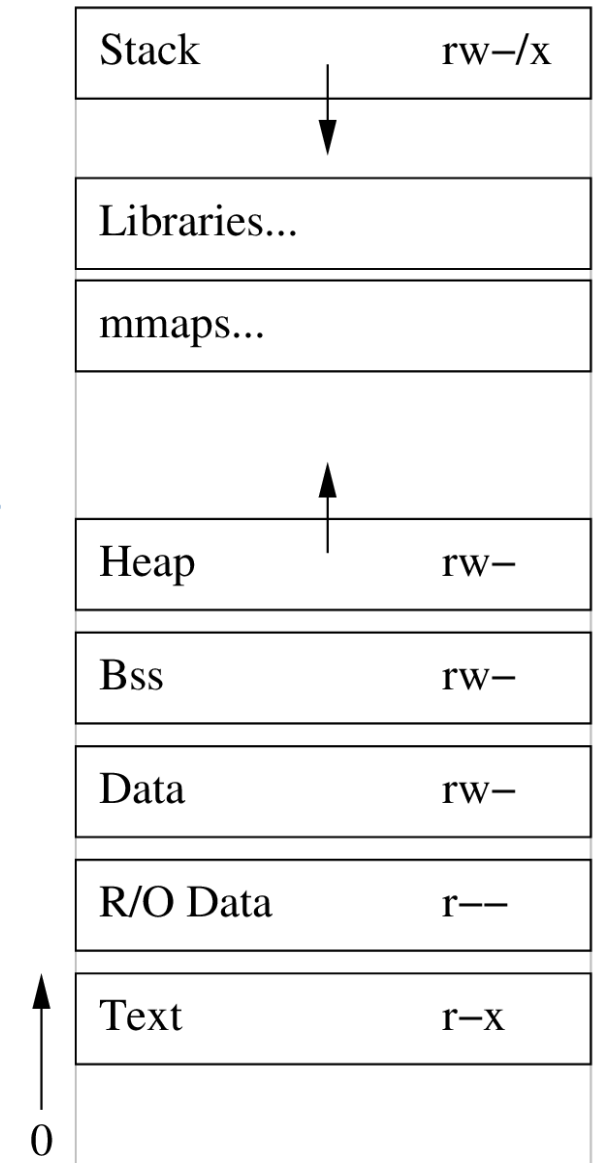 Stack rw−/x
Libraries...
mmaps...
Heap rw−
Bss rw−
Data rw−
R/O Data r−−
Text r−x
0